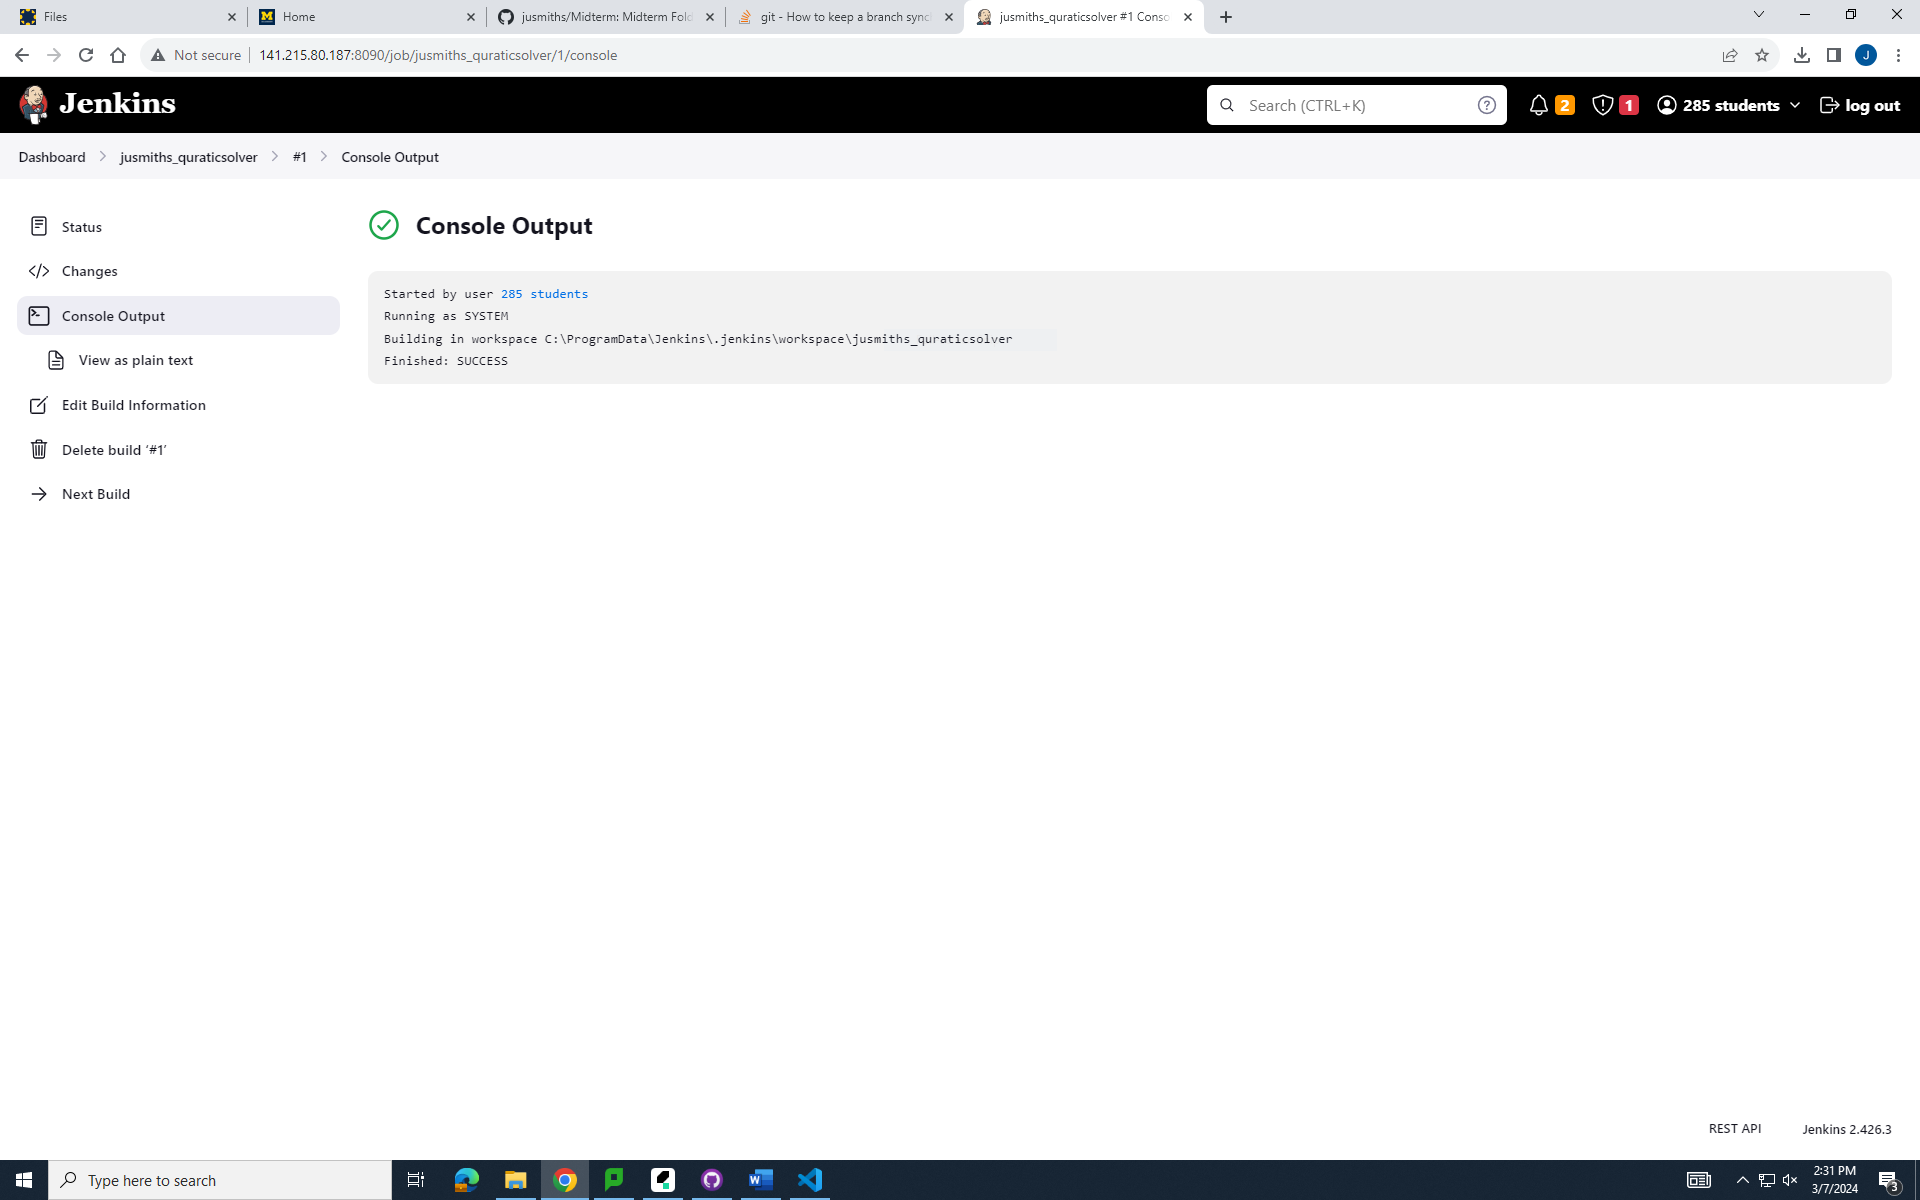 Files
Home
jusmiths/Midterm: Midterm Fold
git - How to keep a branch sync
jusmiths_quraticsolver #1 Conso
Not secure
141.215.80.187:8090/job/jusmiths_quraticsolver/1/console
J
Jenkins
Search (CTRL+K)
2
1
285 students
log out
Dashboard
jusmiths_quraticsolver
#1
Console Output
Status
Changes
Console Output
View as plain text
Edit Build Information
Delete build ‘#1’
Next Build
Console Output
Started by user 285 students
Running as SYSTEM
Building in workspace C:\ProgramData\Jenkins\.jenkins\workspace\jusmiths_quraticsolver
Finished: SUCCESS
REST API
Jenkins 2.426.3
Type here to search
2:31 PM
3/7/2024
3